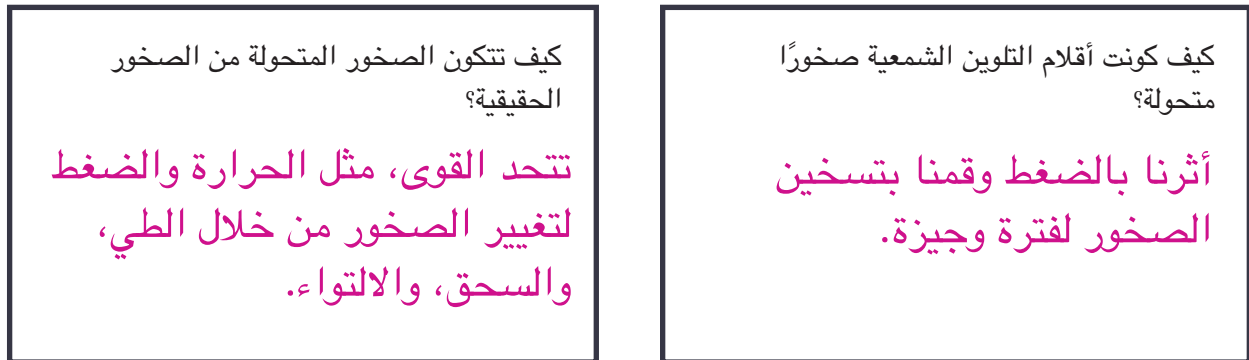 كيف كونت أقلام التلوين الشمعية صخورًا
متحولة؟
أثرنا بالضغط وقمنا بتسخين
الصخور لفترة وجيزة.
كيف تتكون الصخور المتحولة من الصخور
الحقيقية؟
تتحد القوى، مثل الحرارة والضغط
لتغيير الصخور من خلال الطي،
والسحق، والالتواء.